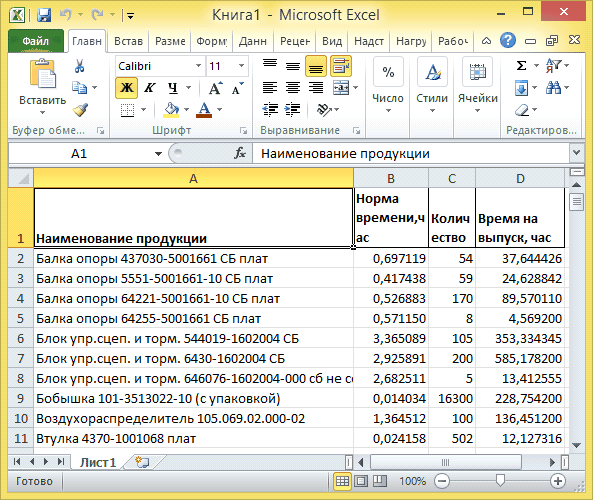 Книга1 - Microsoft Excel
Файл Главн Встав Разме Форму Данн Рецен Вид Надст Нагру Рабоч
Calibri 11
Вставить Ж К Ч Число Стили Ячейки
Буфер обме... Шрифт Выравнивание Редактиров...
A1 fx Наименование продукции
A B C D
1 Наименование продукции Норма времени,ч ас Колич ество Время на выпуск, час
2 Балка опоры 437030-5001661 СБ плат 0,697119 54 37,644426
3 Балка опоры 5551-5001661-10 СБ плат 0,417438 59 24,628842
4 Балка опоры 64221-5001661-10 СБ плат 0,526883 170 89,570110
5 Балка опоры 64255-5001661 СБ плат 0,571150 8 4,569200
6 Блок упр.сцеп. и торм. 544019-1602004 СБ 3,365089 105 353,334345
7 Блок упр.сцеп. и торм. 6430-1602004 СБ 2,925891 200 585,178200
8 Блок упр.сцеп. и торм. 646076-1602004-000 сб не со 2,682511 5 13,412555
9 Бобышка 101-3513022-10 (с упаковкой) 0,014034 16300 228,754200
10 Воздухораспределитель 105.069.02.000-02 1,364512 100 136,451200
11 Втулка 4370-1001068 плат 0,024158 502 12,127316
Лист1
Готово 100%